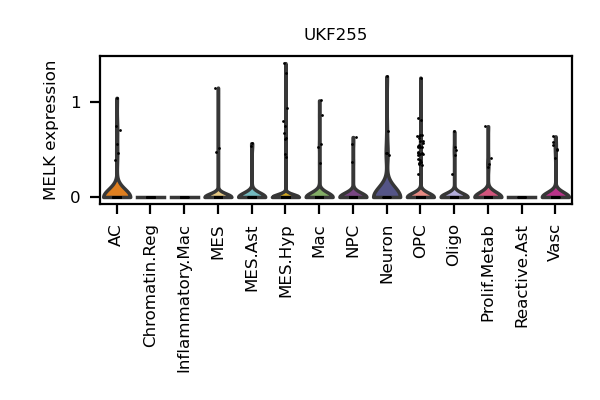 UKF255
MELK expression
1
0
AC
Chromatin.Reg
Inflammatory.Mac
MES
MES.Ast
MES.Hyp
Mac
NPC
Neuron
OPC
Oligo
Prolif.Metab
Reactive.Ast
Vasc